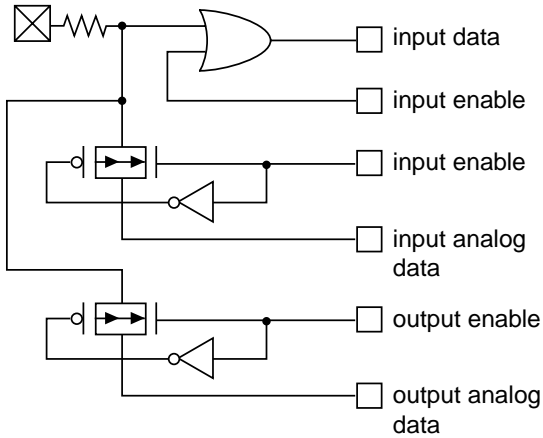 input data
input enable
input enable
input analog
data
output enable
output analog
data